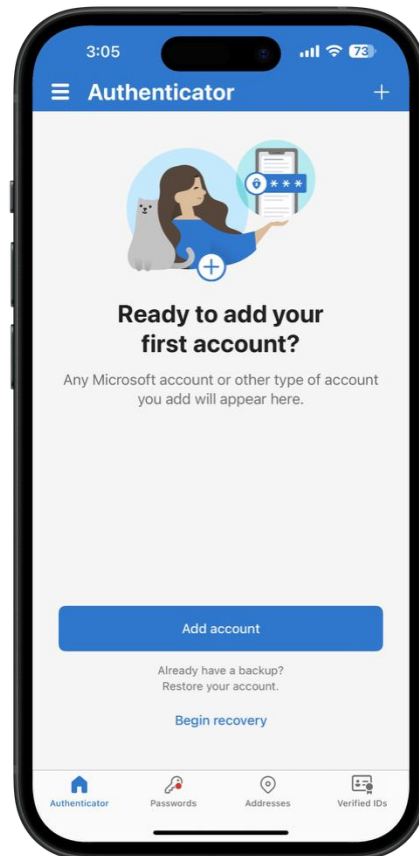 3:05
73
Authenticator
Ready to add your
first account?
Any Microsoft account or other type of account
you add will appear here.
Add account
Already have a backup?
Restore your account.
Begin recovery
Authenticator
Passwords
Addresses
Verified IDs